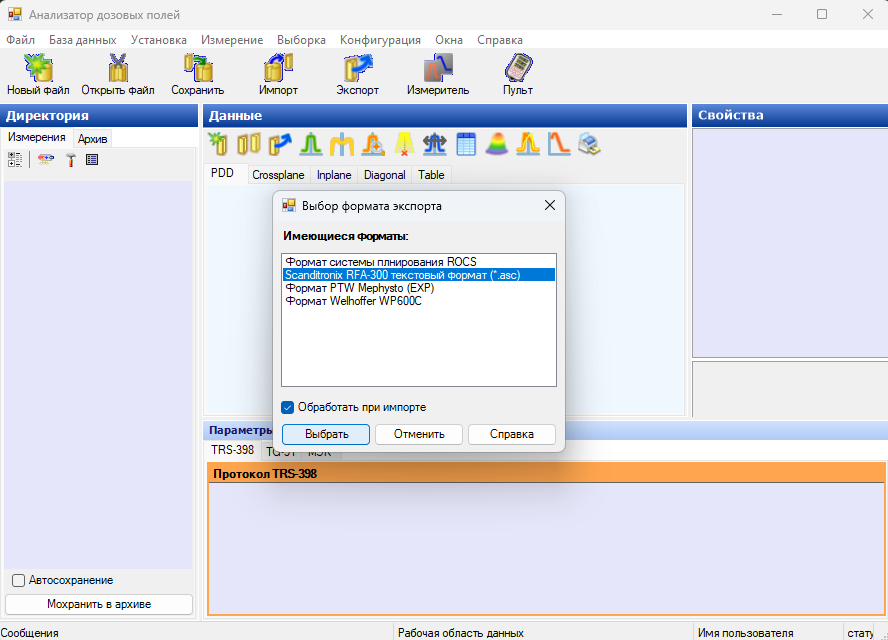 Анализатор дозовых полей
Файл База данных Установка Измерение Выборка Конфигурация Окна Справка
Новый файл Открыть файл Сохранить Импорт Экспорт Измеритель Пульт
Директория
Измерения Архив
Данные
PDD Crossplane Inplane Diagonal Table
Свойства
Выбор формата экспорта
Имеющиеся форматы:
Формат системы плнирования ROCS
Scanditronix RFA-300 текстовый формат (*.asc)
Формат PTW Mephysto (EXP)
Формат Welhoffer WP600C
Обработать при импорте
Выбрать Отменить Справка
Параметры
TRS-398
Протокол TRS-398
Автосохранение
Мохранить в архиве
Сообщения Рабочая область данных Имя пользователя стату